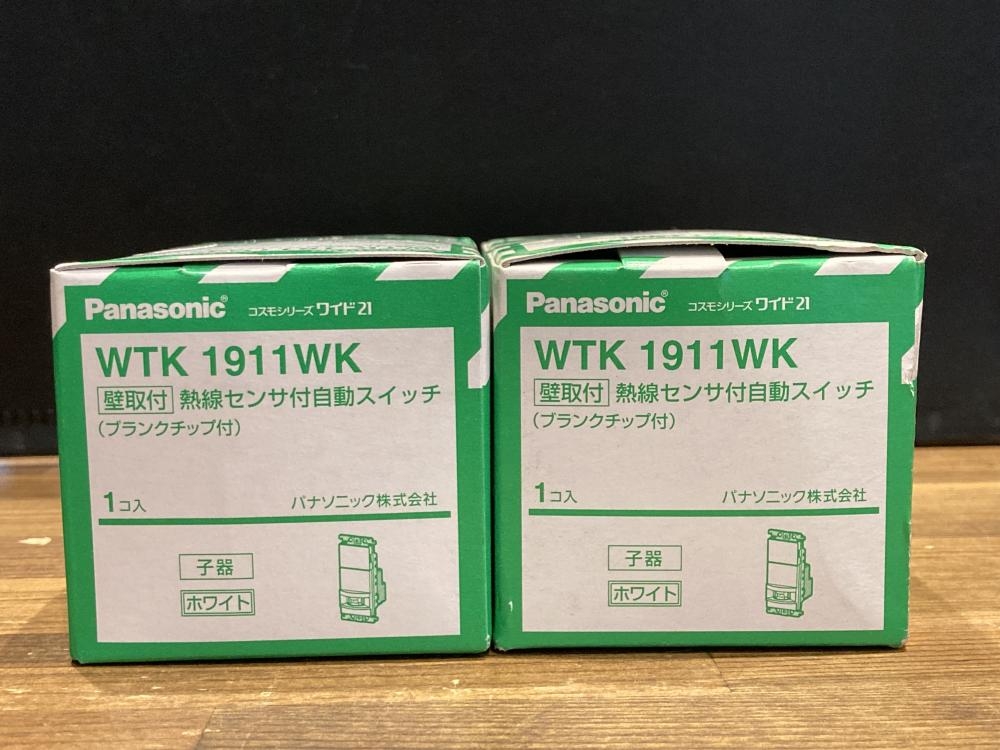 Panasonic® コスモシリーズ ワイド21
WTK 1911WK
壁取付 熱線センサ付自動スイッチ
(ブランクチップ付)
1コ入 パナソニック株式会社
子器
ホワイト
Panasonic® コスモシリーズ ワイド21
WTK 1911WK
壁取付 熱線センサ付自動スイッチ
(ブランクチップ付)
1コ入 パナソニック株式会社
子器
ホワイト